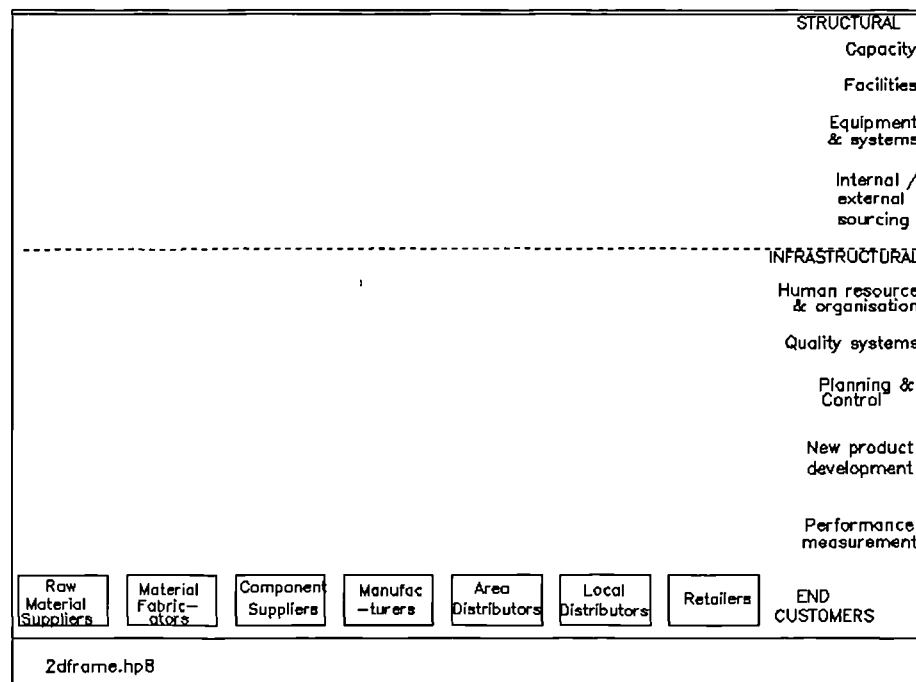 STRUCTURAL
Capacity
Facilities
Equipment
& systems
Internal /
external
sourcing
INFRASTRUCTURAL
Human resource
& organisation
Quality systems
Planning &
Control
New product
development
Performance
measurement
Raw
Material
Suppliers
Material
Fabric-
ators
Component
Suppliers
Manufac
-turers
Area
Distributors
Local
Distributors
Retailers
END
CUSTOMERS
2dframe.hp8